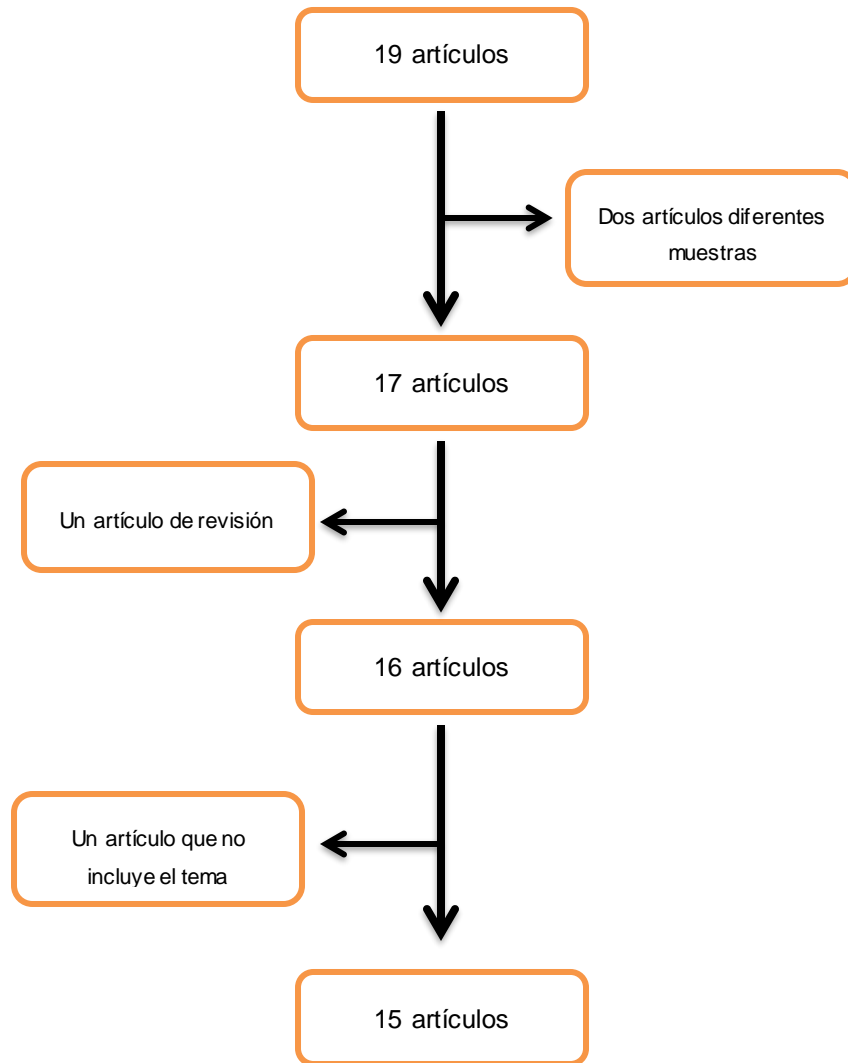 19 artículos
Dos artículos diferentes
muestras
17 artículos
Un artículo de revisión
16 artículos
Un artículo que no
incluye el tema
15 artículos